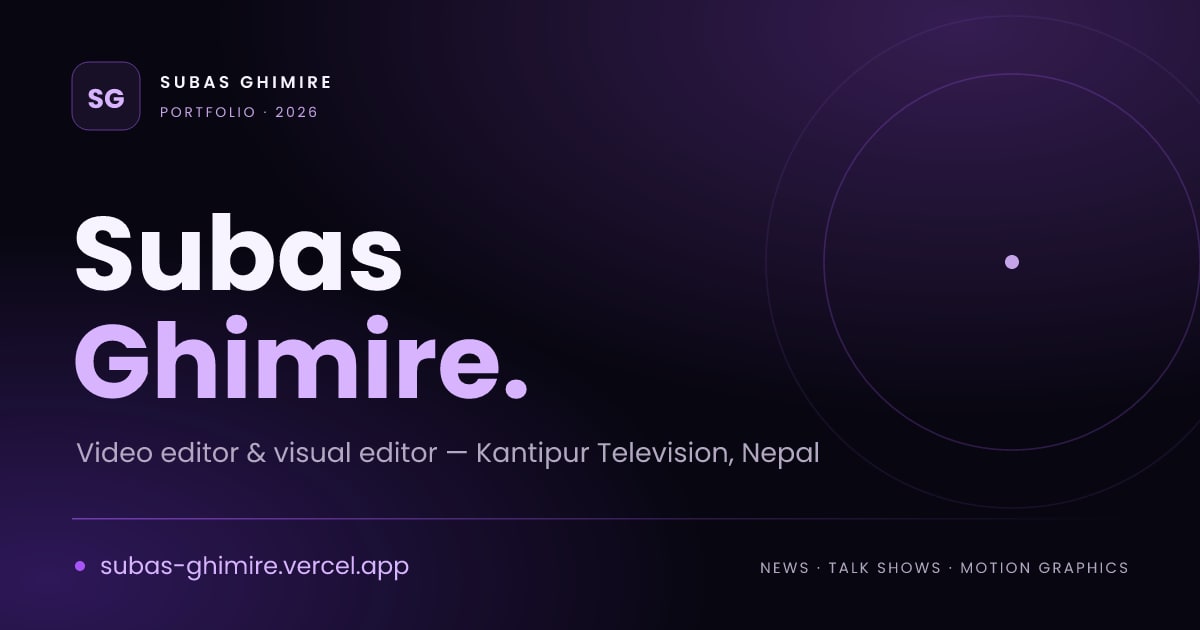 SG
SUBAS GHIMIRE
PORTFOLIO · 2026
Subas
Ghimire.
Video editor & visual editor — Kantipur Television, Nepal
subas-ghimire.vercel.app
NEWS · TALK SHOWS · MOTION GRAPHICS